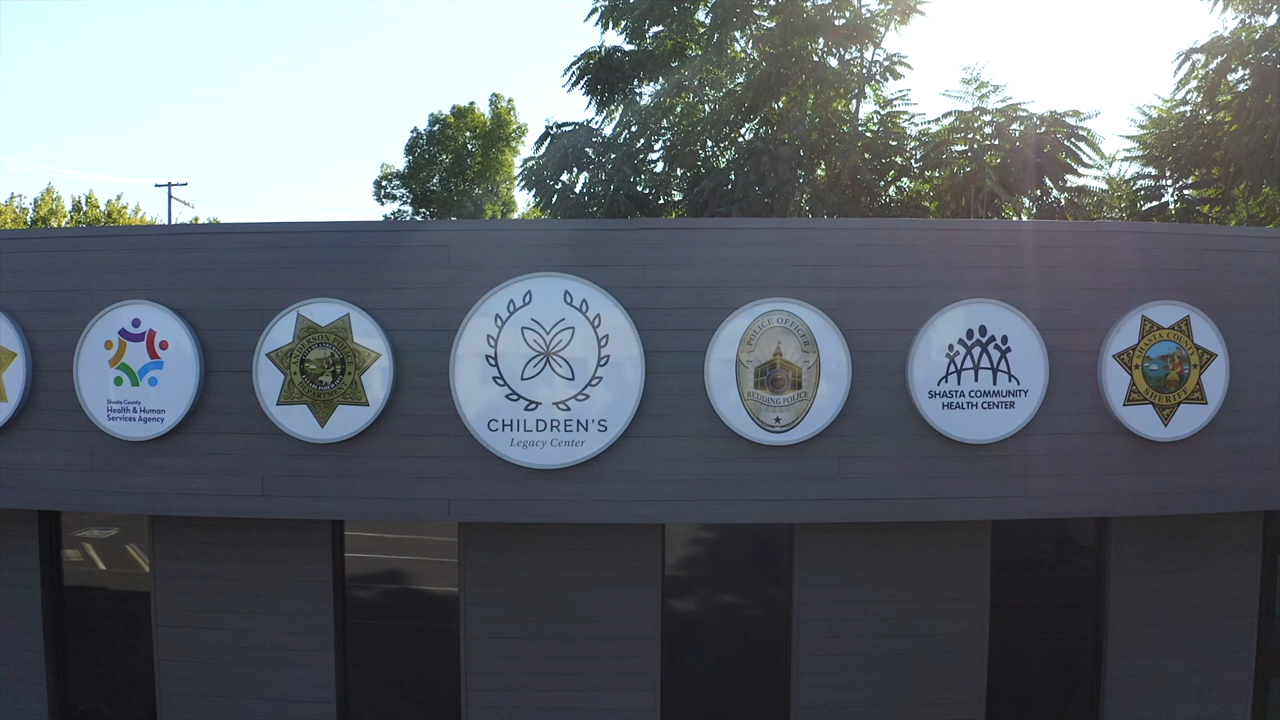 Shasta County
Health & Human
Services Agency
CHILDREN'S
Legacy Center
POLICE OFFICER
REDDING POLICE
SHASTA COMMUNITY
HEALTH CENTER
SHASTA COUNTY
SHERIFF